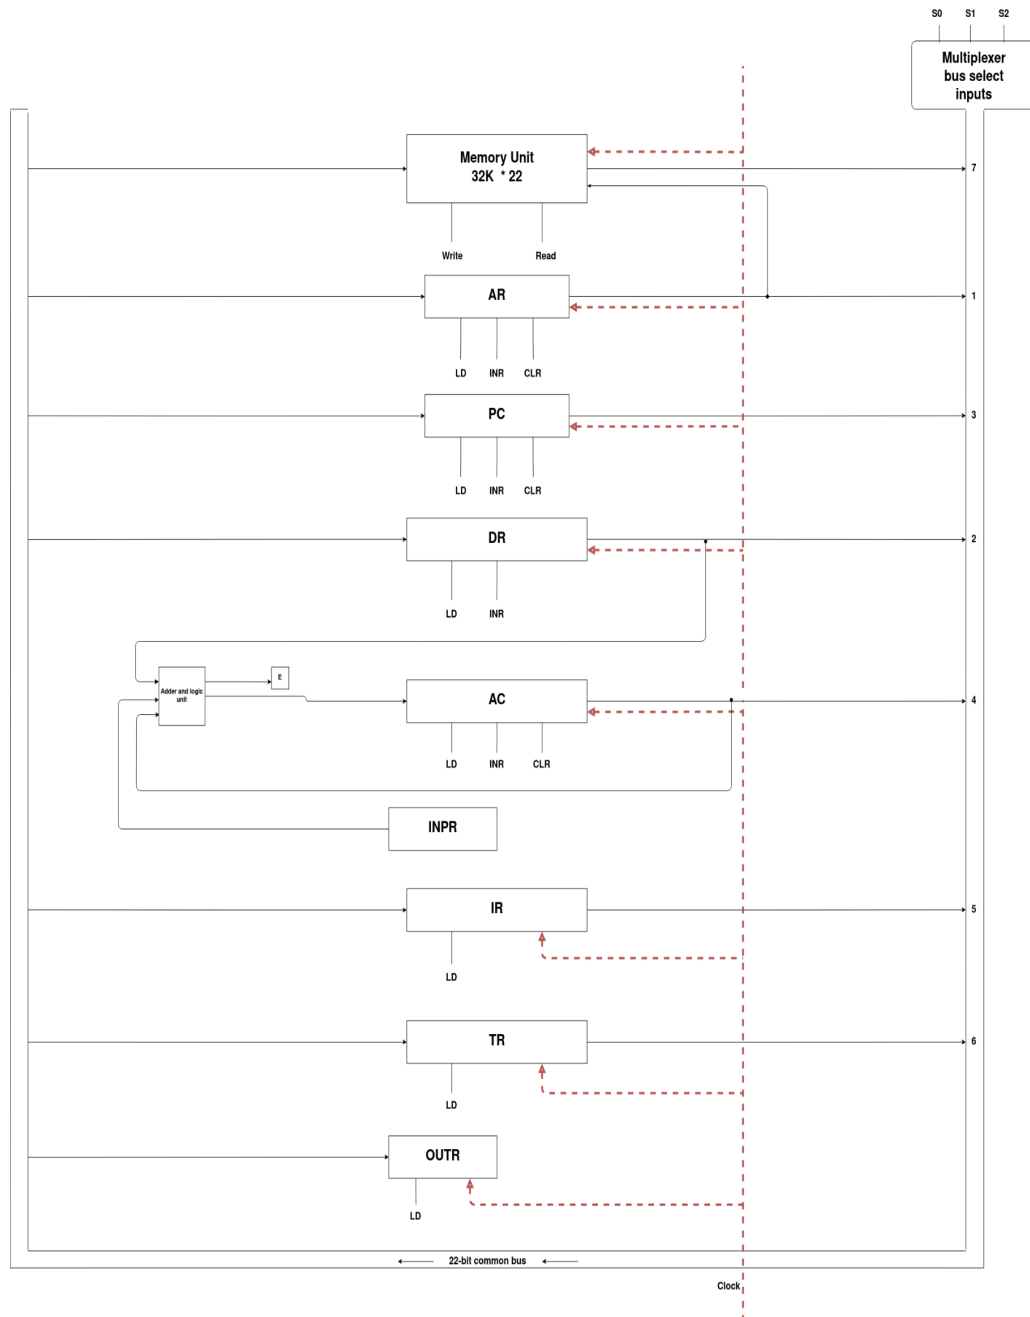 S0 S1 S2
Multiplexer
bus select
inputs
Memory Unit
32K * 22
7
Write Read
AR
1
LD INR CLR
PC
3
LD INR CLR
DR
2
LD INR
Adder and logic
unit
E
AC
4
LD INR CLR
INPR
IR
5
LD
TR
6
LD
OUTR
LD
22-bit common bus
Clock